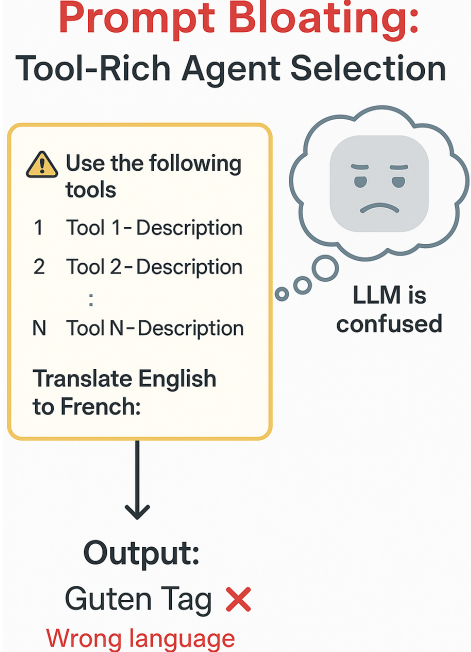 Prompt Bloating:
Tool-Rich Agent Selection
Use the following
tools
1 Tool 1-Description
2 Tool 2-Description
:
N Tool N-Description
Translate English
to French:
LLM is
confused
Output:
Guten Tag ❌
Wrong language